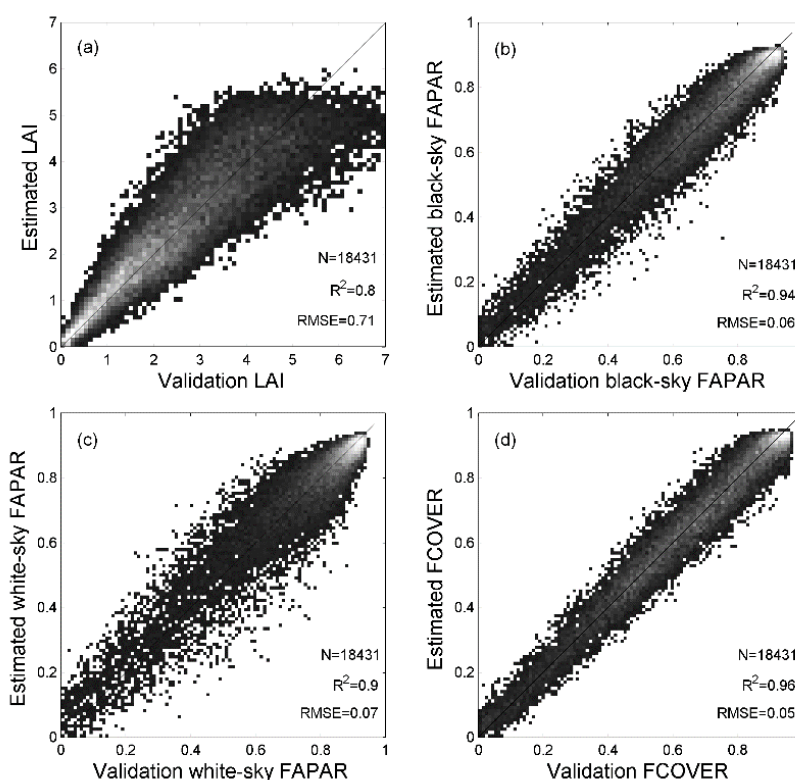 (a)
7
6
5
4
3
2
1
0
0 1 2 3 4 5 6 7
Estimated LAI
Validation LAI
N=18431
R²=0.8
RMSE=0.71
(b)
1
0.8
0.6
0.4
0.2
0
0 0.2 0.4 0.6 0.8
Estimated black-sky FAPAR
Validation black-sky FAPAR
N=18431
R²=0.94
RMSE=0.06
(c)
1
0.8
0.6
0.4
0.2
0
0 0.2 0.4 0.6 0.8 1
Estimated white-sky FAPAR
Validation white-sky FAPAR
N=18431
R²=0.9
RMSE=0.07
(d)
1
0.8
0.6
0.4
0.2
0
0 0.2 0.4 0.6 0.8
Estimated FCOVER
Validation FCOVER
N=18431
R²=0.96
RMSE=0.05